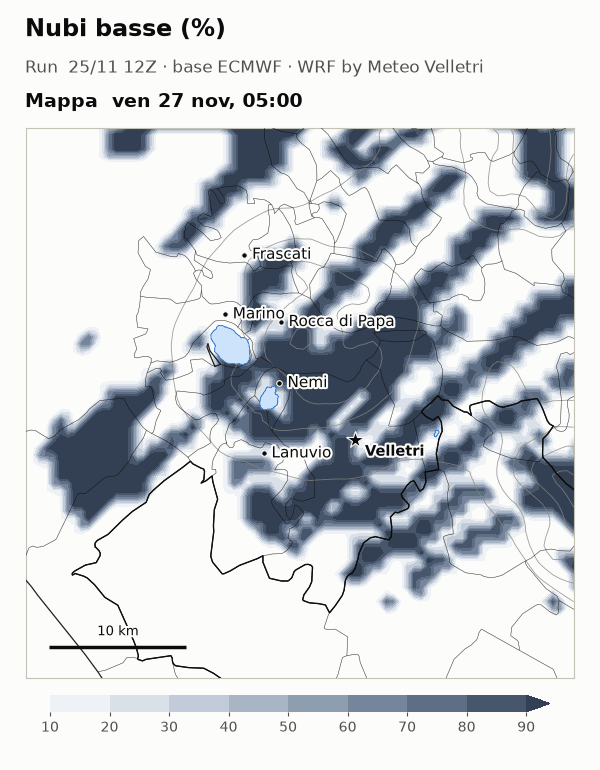 Nubi basse (%)
Run  25/11 12Z · base ECMWF · WRF by Meteo Velletri
Mappa  ven 27 nov, 05:00
Frascati
Marino
Rocca di Papa
Nemi
Velletri
Lanuvio
10 km
10 20 30 40 50 60 70 80 90